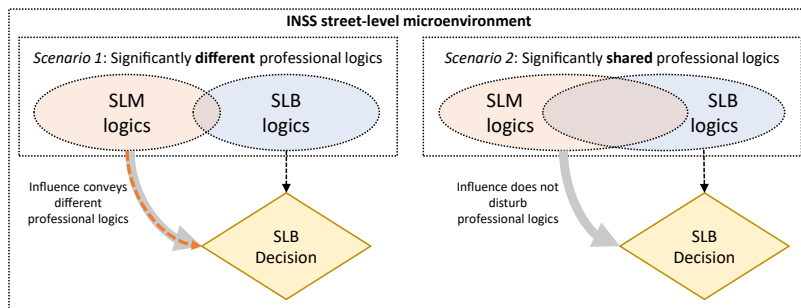 INSS street-level microenvironment
Scenario 1: Significantly different professional logics
SLM
logics
SLB
logics
Influence conveys
different
professional logics
SLB
Decision
Scenario 2: Significantly shared professional logics
SLM
logics
SLB
logics
Influence does not
disturb
professional logics
SLB
Decision